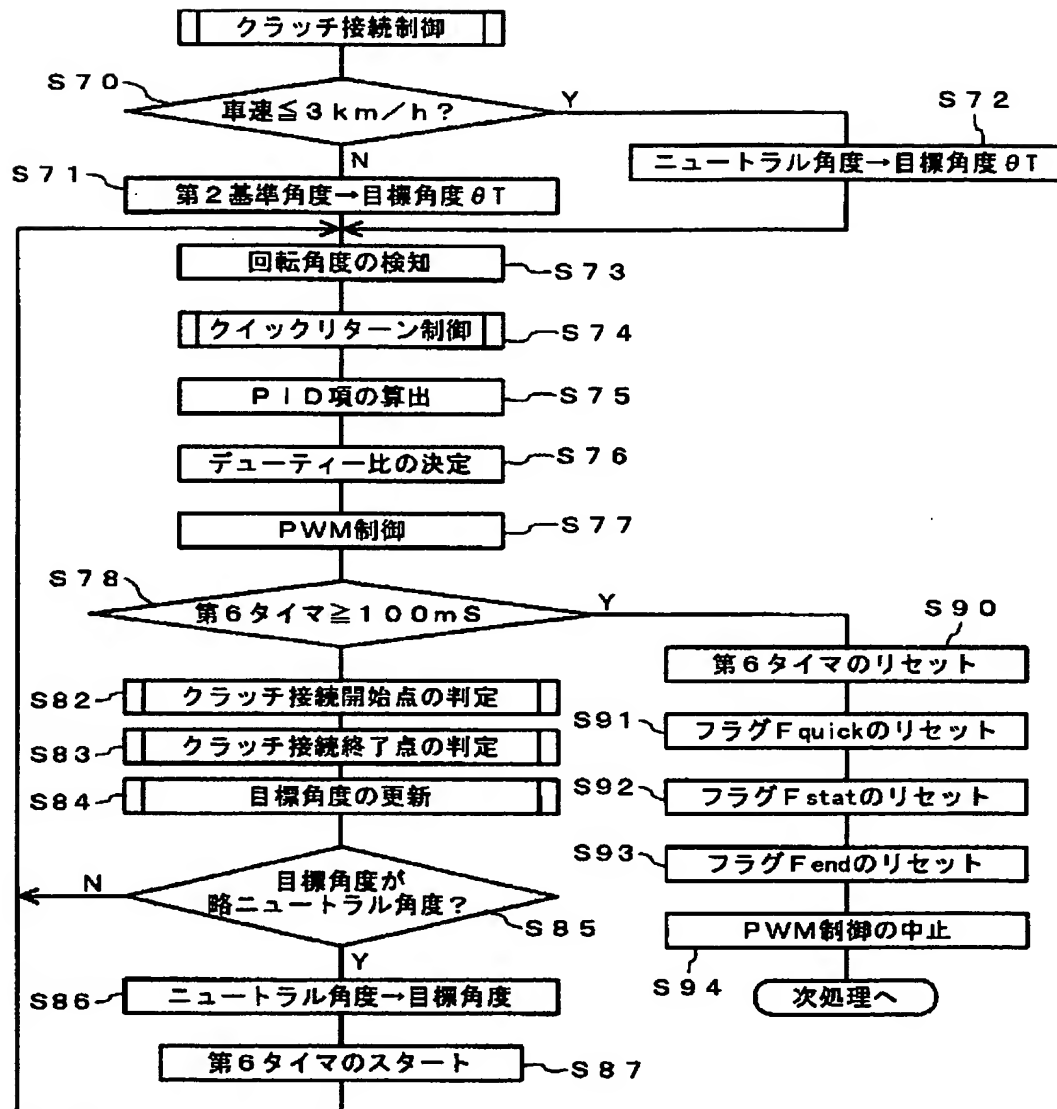 クラッチ接続制御
S70
車速≦3km/h?
Y
S72
ニュートラル角度→目標角度θT
N
S71
第2基準角度→目標角度θT
回転角度の検知
S73
クイックリターン制御
S74
PID項の算出
S75
デューティー比の決定
S76
PWM制御
S77
S78
第6タイマ≧100mS
Y
S90
第6タイマのリセット
S82
クラッチ接続開始点の判定
S91
フラグFquickのリセット
S83
クラッチ接続終了点の判定
S84
目標角度の更新
S92
フラグFstatのリセット
S93
フラグFendのリセット
N
目標角度が
略ニュートラル角度?
S85
PWM制御の中止
S94
Y
S86
ニュートラル角度→目標角度
次処理へ
第6タイマのスタート
S87